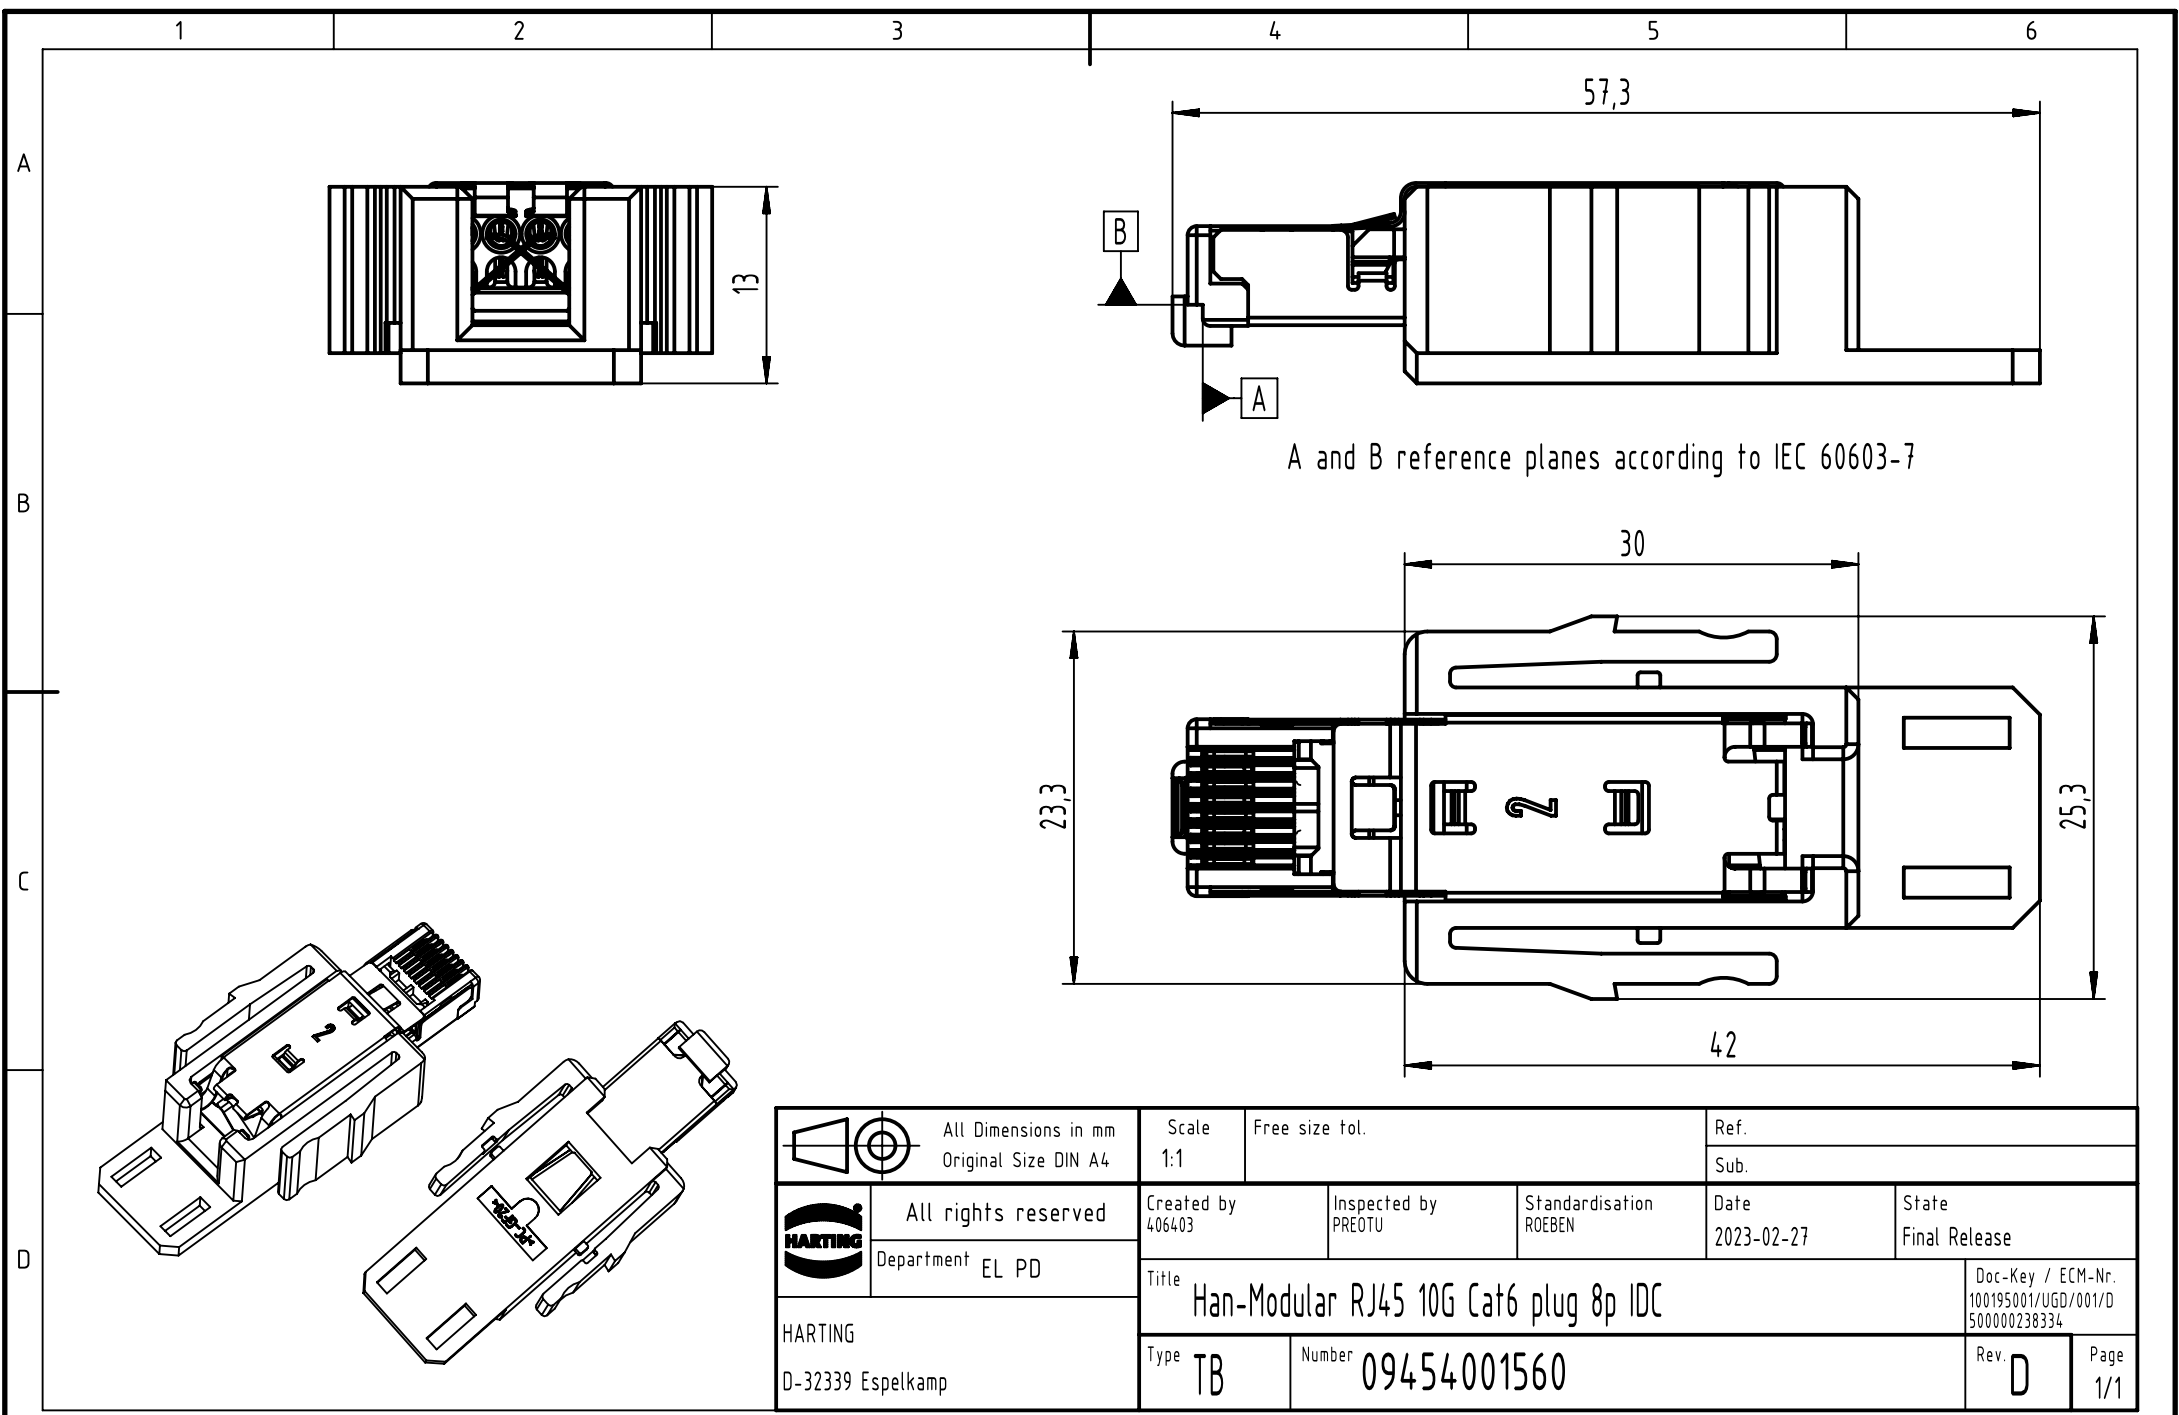 1 2 3 4 5 6
A
B
C
D
57,3
13
B
A
A and B reference planes according to IEC 60603-7
30
23,3
25,3
2
42
2
All Dimensions in mm
Original Size DIN A4
Scale
1:1
Free size tol.
Ref.
Sub.
HARTING
All rights reserved
Department EL PD
Created by
406403
Inspected by
PREOTU
Standardisation
ROEBEN
Date
2023-02-27
State
Final Release
Title Han-Modular RJ45 10G Cat6 plug 8p IDC
Doc-Key / ECM-Nr.
100195001/UGD/001/D
500000238334
HARTING
D-32339 Espelkamp
Type TB
Number 09454001560
Rev. D
Page
1/1